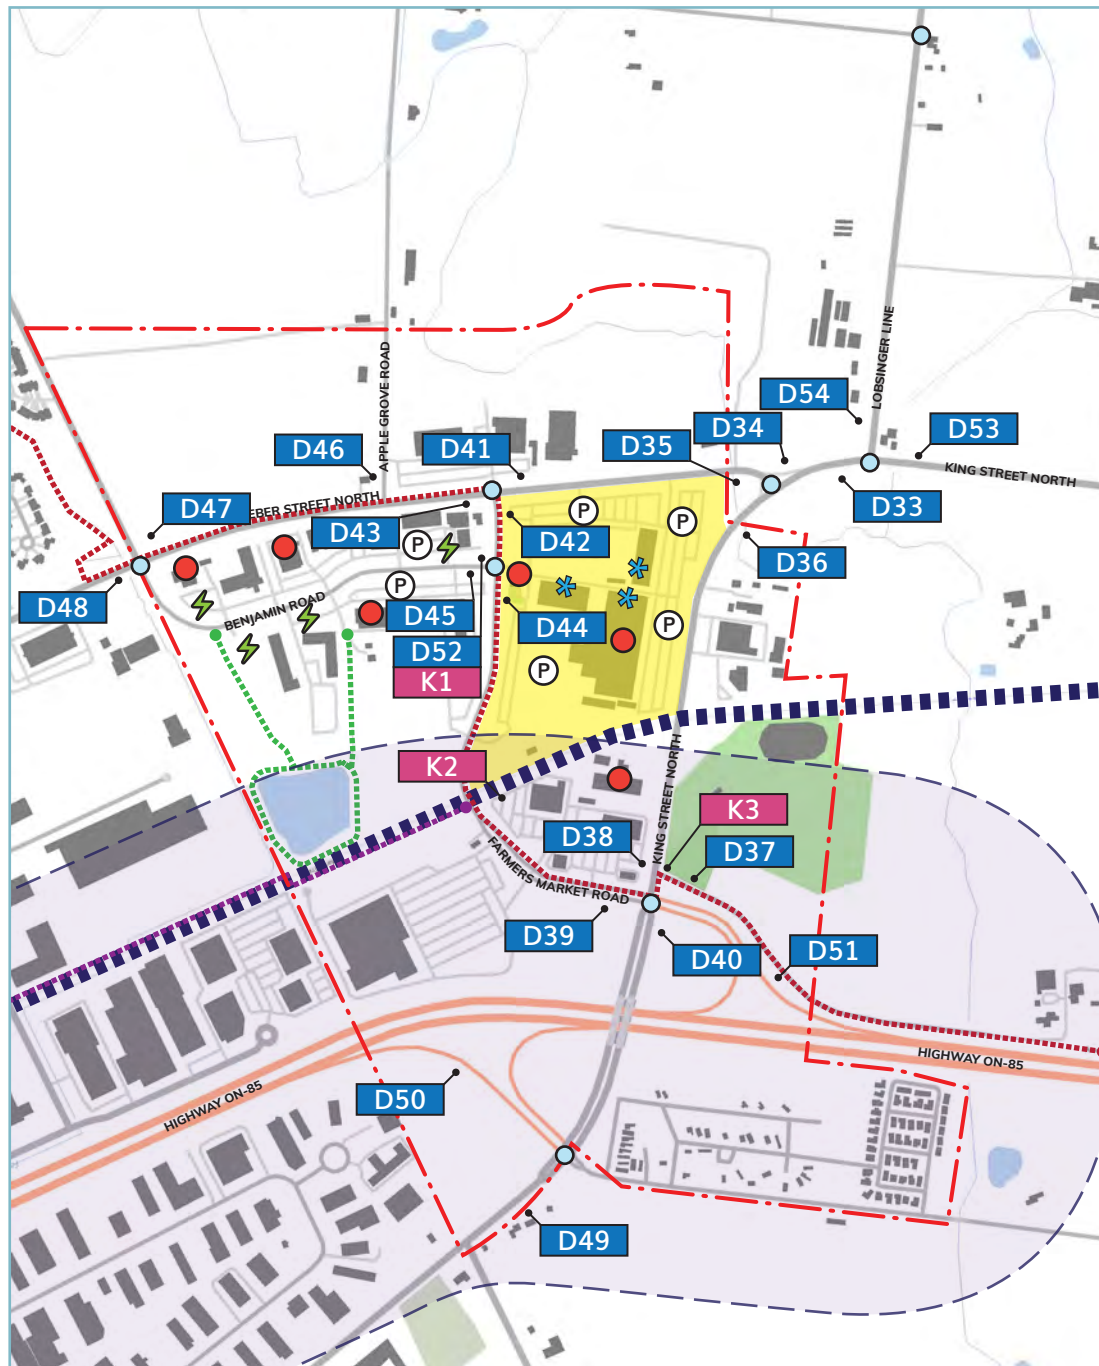 LOBSINGER LINE
APPLE GROVE ROAD
D54
D34
D53
D41
D46
D35
KING STREET NORTH
D47
EBER STREET NORTH
D33
P
P
D43
D42
P
D36
P
D48
BENJAMIN ROAD
D45
D44
P
D52
K1
P
K2
KING STREET NORTH
K3
D38
D37
FARMERS MARKET ROAD
D39
D40
D51
HIGHWAY ON-85
HIGHWAY ON-85
D50
D49